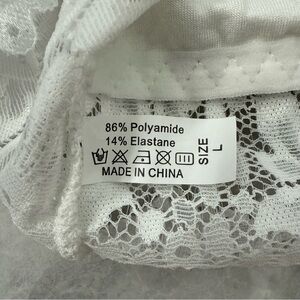 86% Polyamide
14% Elastane
MADE IN CHINA
SIZE
L